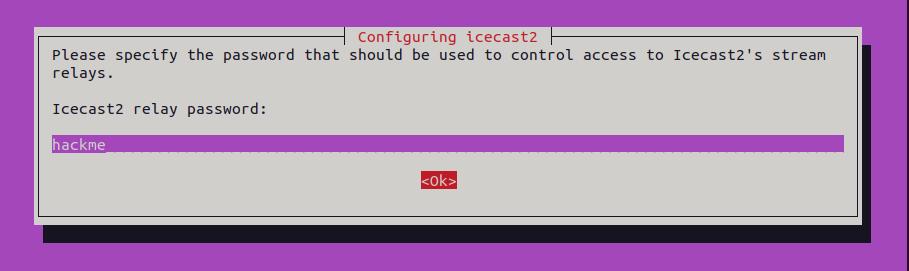 Configuring icecast2
Please specify the password that should be used to control access to Icecast2's stream
relays.
Icecast2 relay password:
hackme
<Ok>